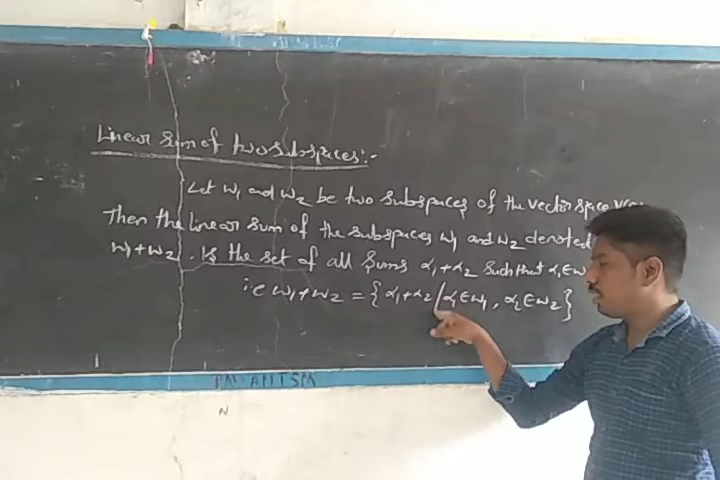 Linear sum of two subspaces:-
Let W₁ and W₂ be two subspaces of the vector space V(
Then the linear sum of the subspaces W₁ and W₂ denoted
W₁+W₂. Is the set of all sums α₁+α₂ such that α₁∈W
i.e W₁+W₂ = {α₁+α₂ / α₁∈W₁, α₂∈W₂}